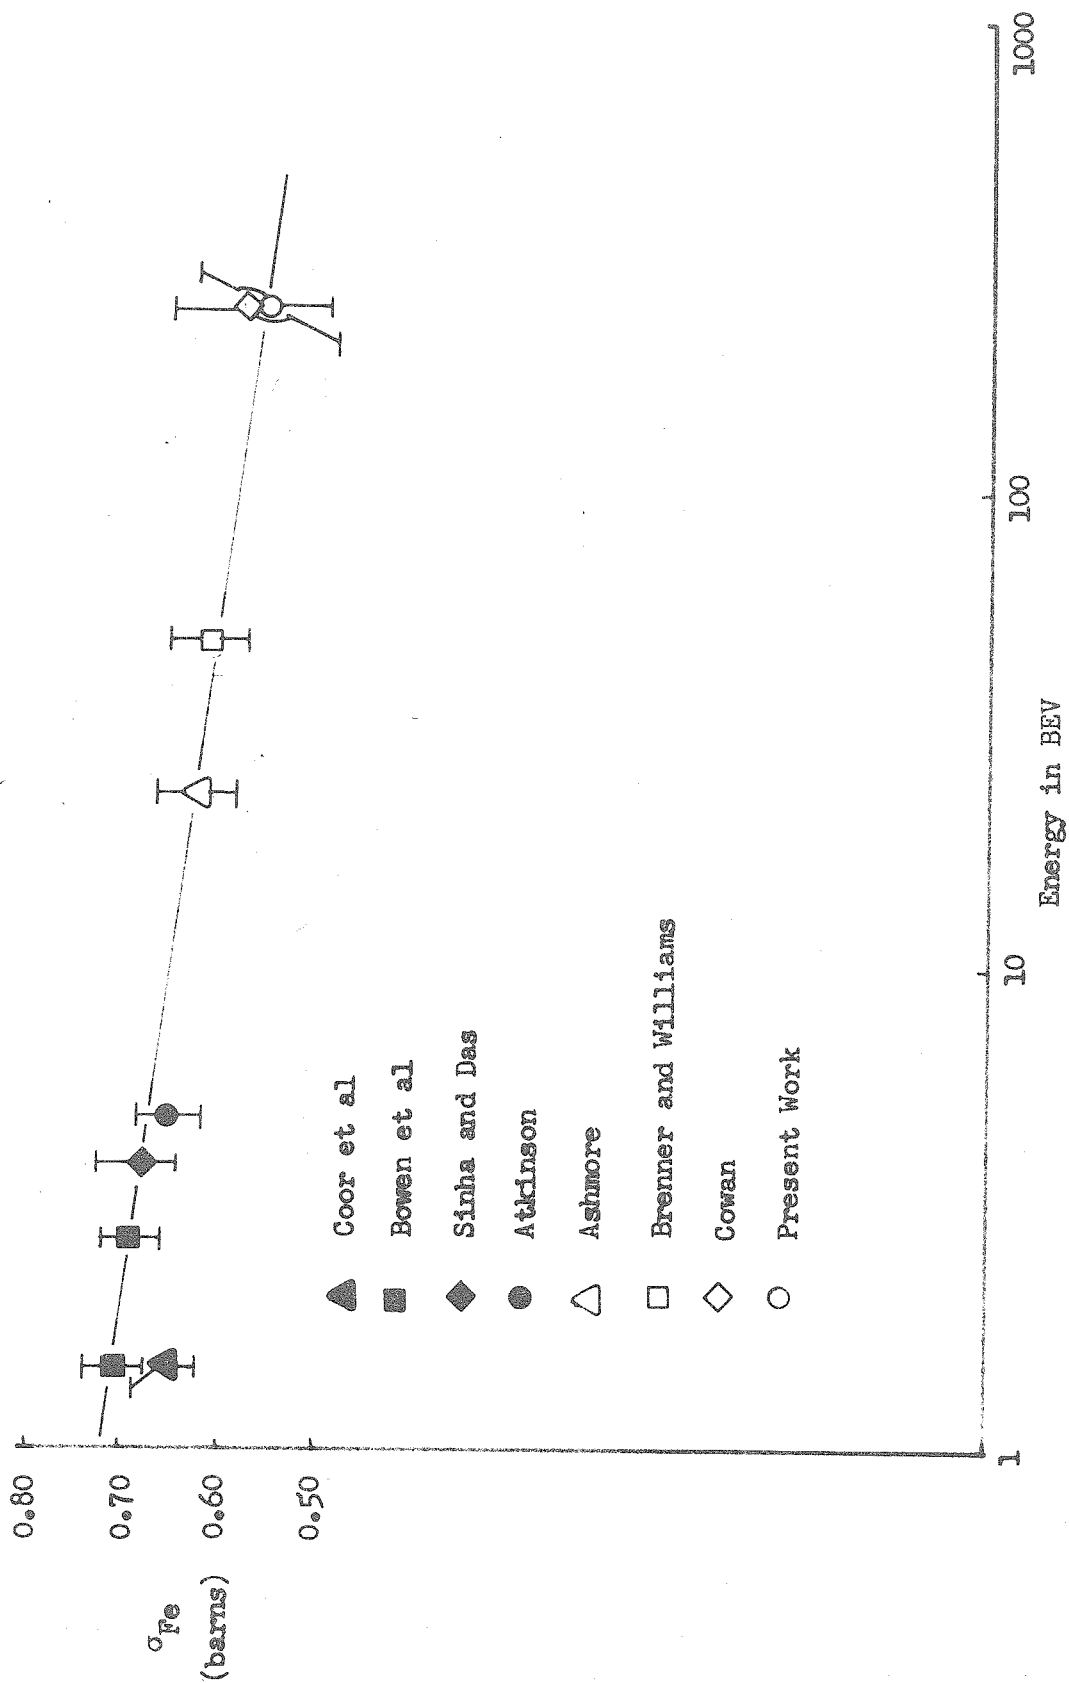 0.80
0.70
0.60
0.50
σFe
(barns)
Coor et al
Bowen et al
Sinha and Das
Atkinson
Ashmore
Brenner and Williams
Cowan
Present Work
1
10
100
1000
Energy in BEV